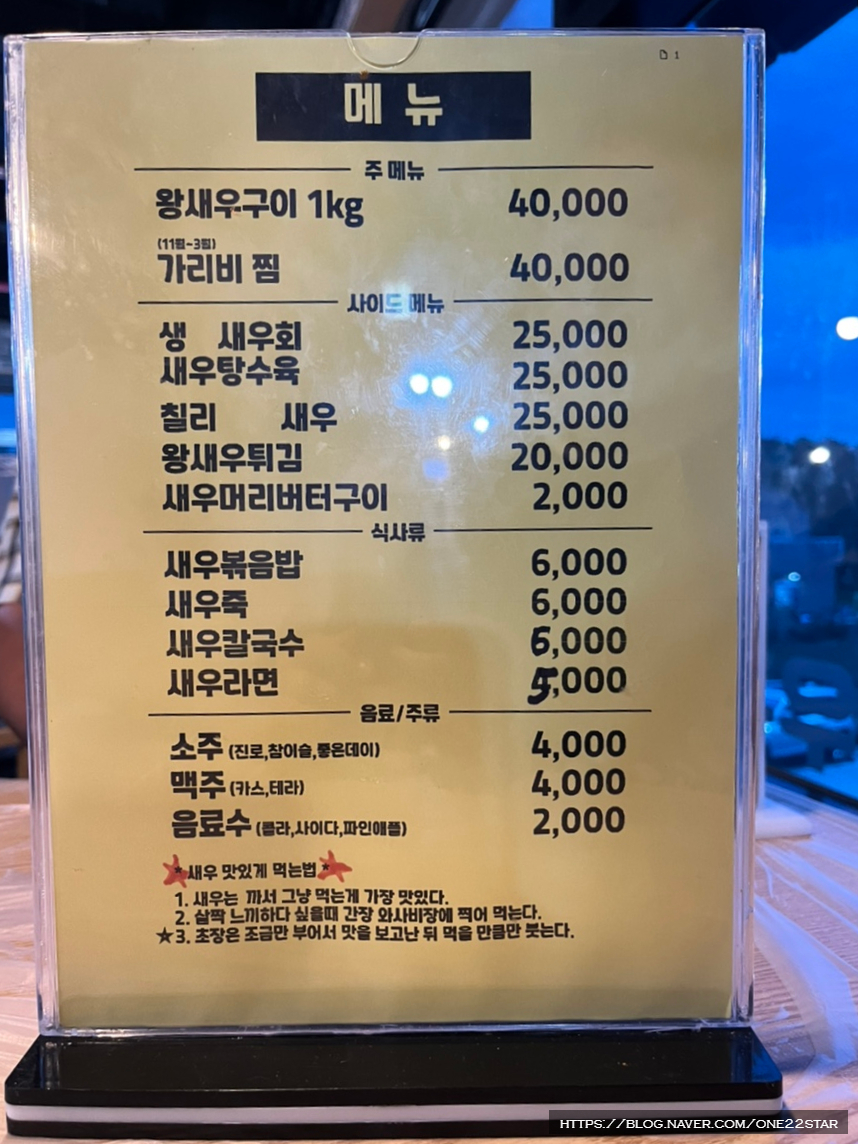 1
메뉴
주 메뉴
왕새우구이 1kg 40,000
(11월~3월)
가리비 찜 40,000
사이드 메뉴
생 새우회 25,000
새우탕수육 25,000
칠리 새우 25,000
왕새우튀김 20,000
새우머리버터구이 2,000
식사류
새우볶음밥 6,000
새우죽 6,000
새우칼국수 6,000
새우라면 5,000
음료/주류
소주 (진로,참이슬,좋은데이) 4,000
맥주 (카스,테라) 4,000
음료수 (콜라,사이다,파인애플) 2,000
*새우 맛있게 먹는법*
1. 새우는 까서 그냥 먹는게 가장 맛있다.
2. 살짝 느끼하다 싶을때 간장 와사비장에 찍어 먹는다.
★3. 초장은 조금만 부어서 맛을 보고난 뒤 먹을 만큼만 붓는다.
HTTPS://BLOG.NAVER.COM/ONE22STAR